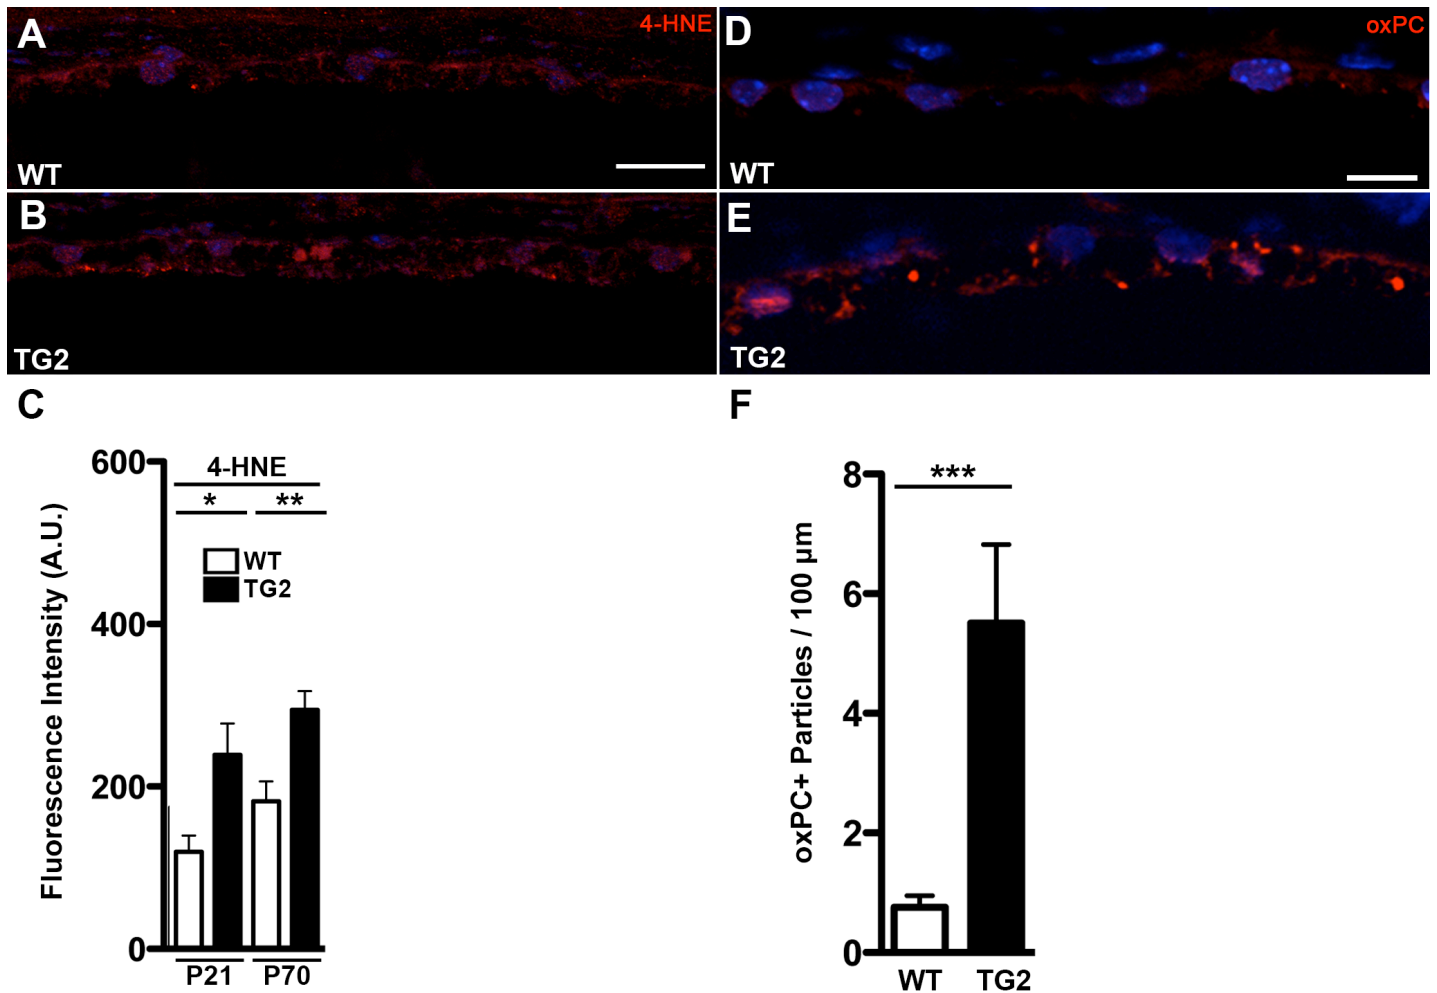 A
4-HNE
WT
B
TG2
D
oxPC
WT
E
TG2
C
Fluorescence Intensity (A.U.)
600
400
200
0
4-HNE
* **
WT
TG2
P21 P70
F
oxPC+ Particles / 100 µm
8
6
4
2
0
***
WT TG2